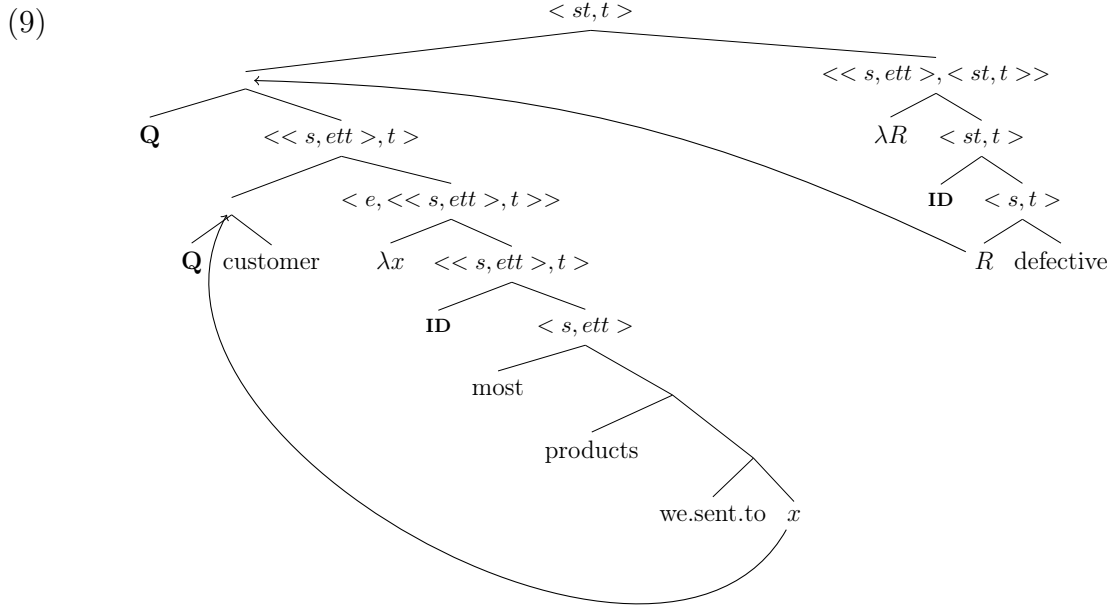 (9)
< st, t >
<< s, ett >, < st, t >>
Q
<< s, ett >, t >
λR
< st, t >
< e, << s, ett >, t >>
ID
< s, t >
Q customer
λx
<< s, ett >, t >
R defective
ID
< s, ett >
most
products
we.sent.to x